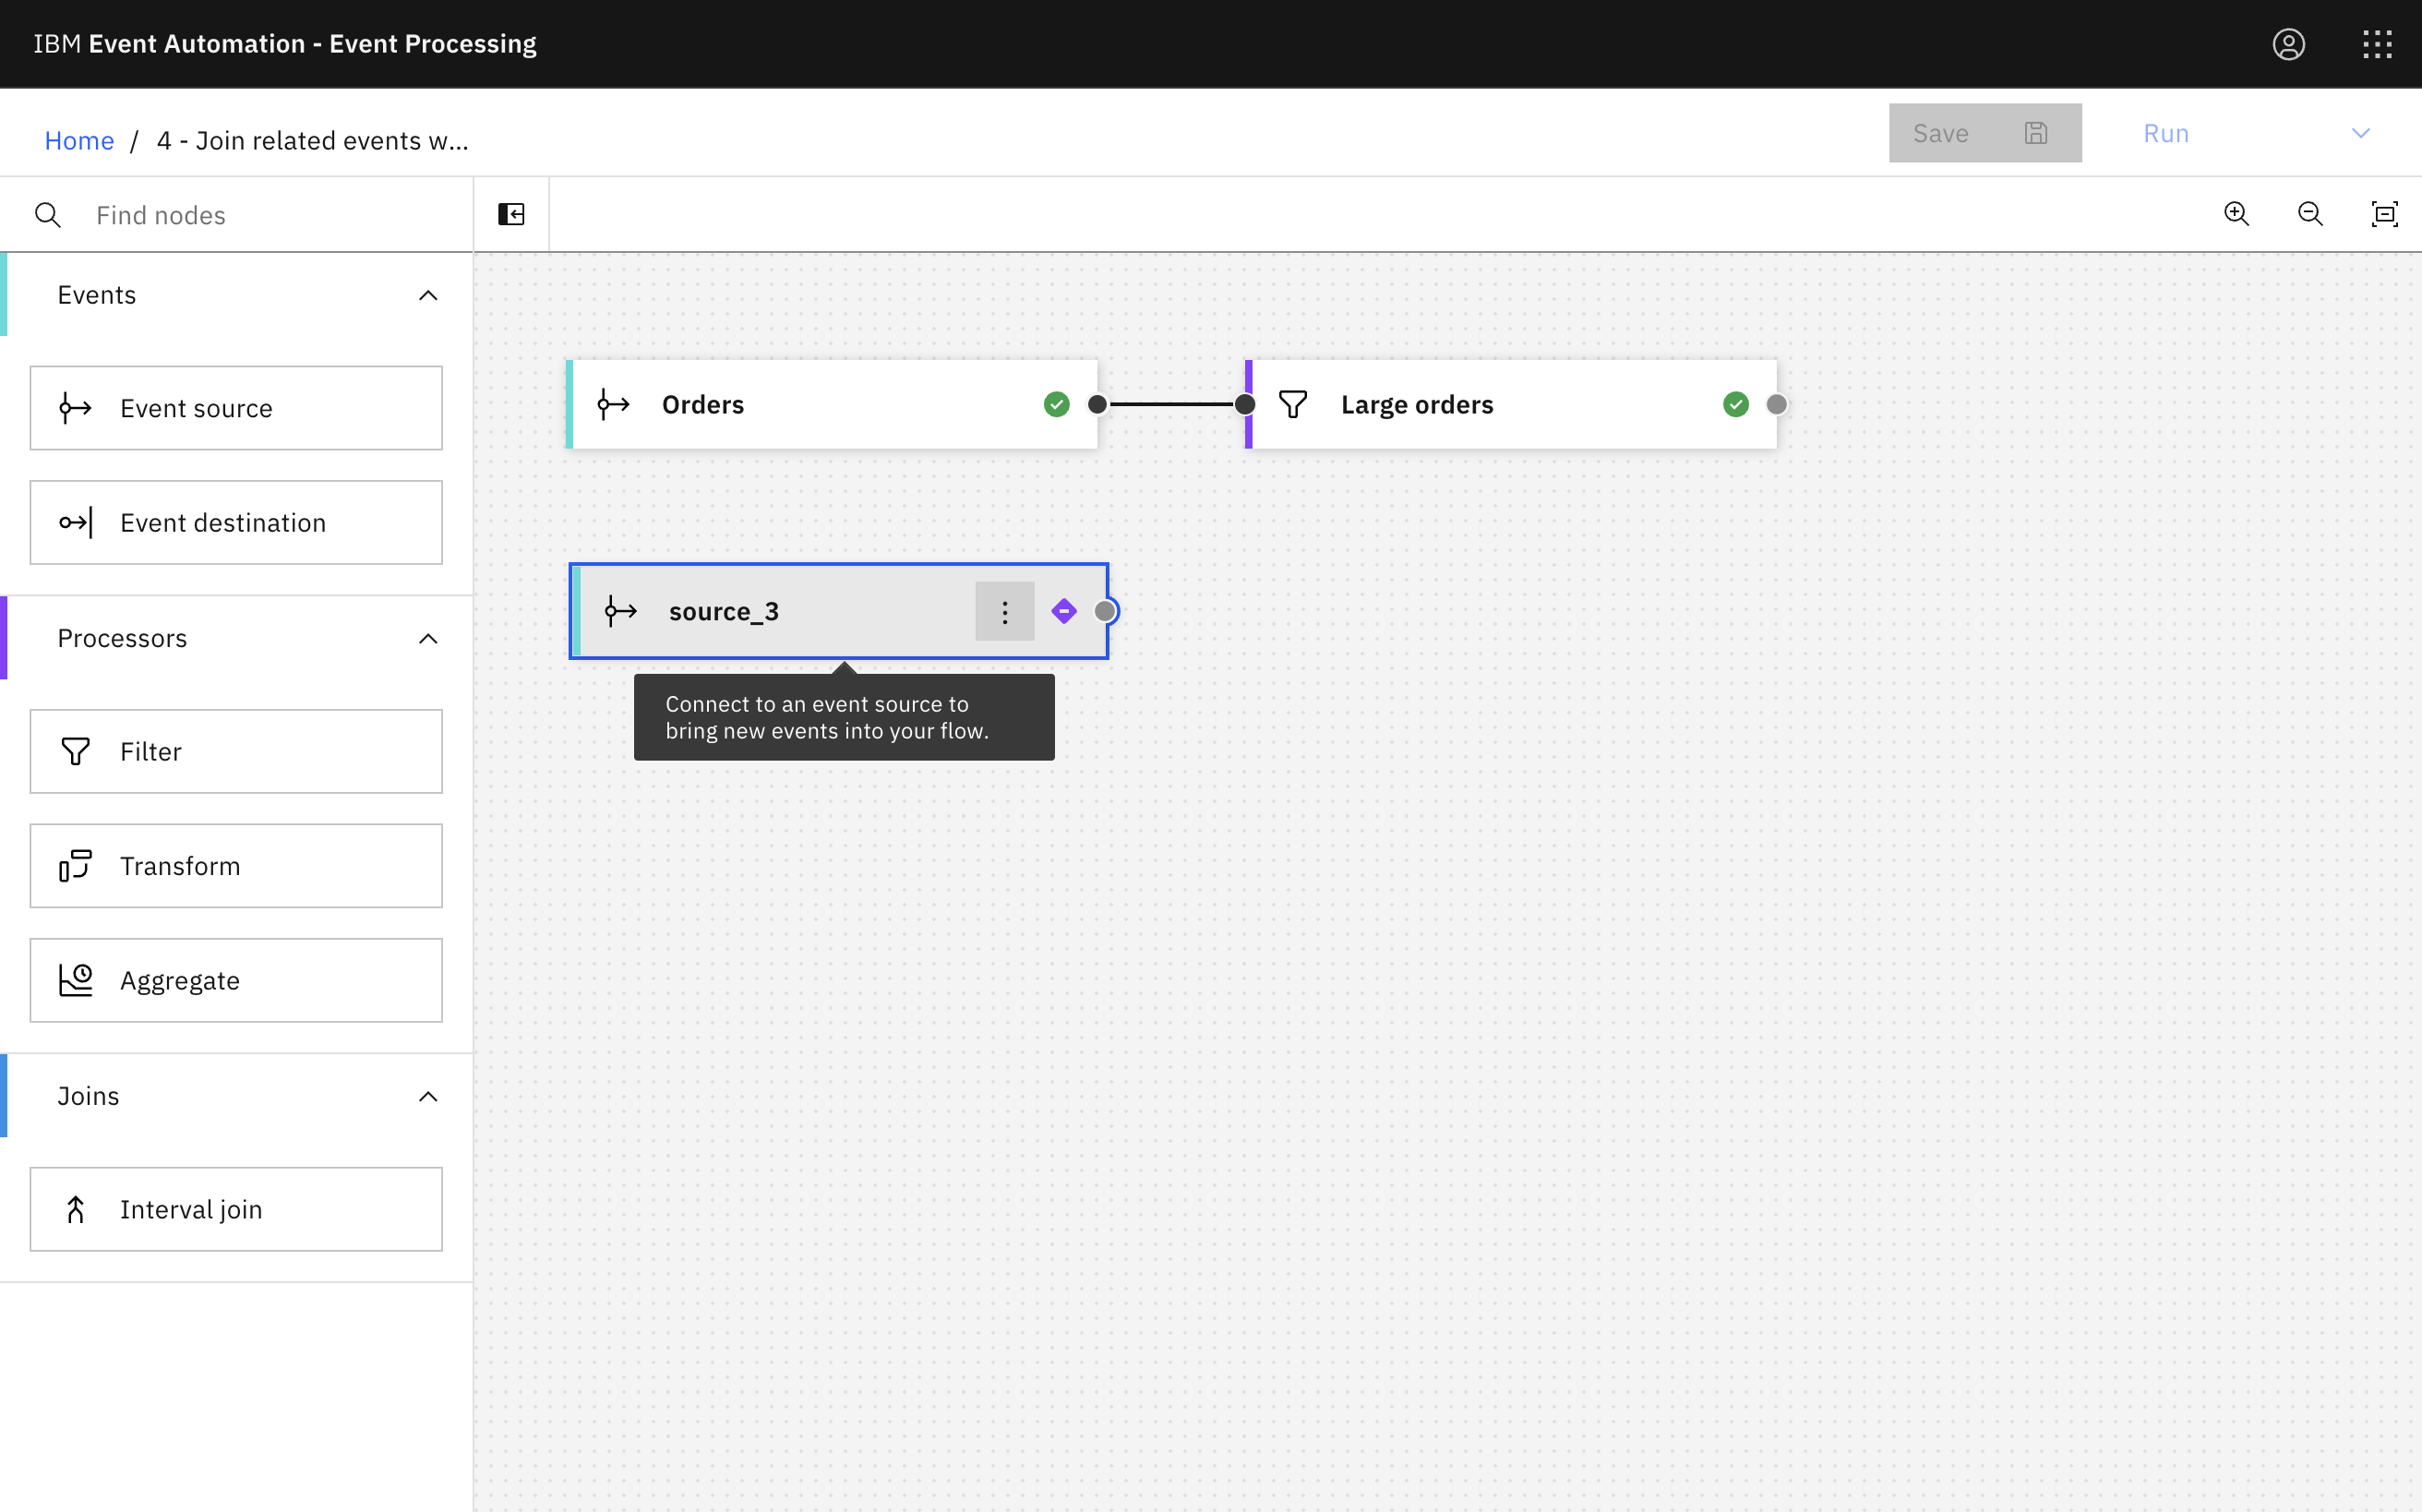 IBM Event Automation - Event Processing
Home / 4 - Join related events w...
Save
Run
Find nodes
Events
Event source
Event destination
Processors
Filter
Transform
Aggregate
Joins
Interval join
Orders
Large orders
source_3
Connect to an event source to
bring new events into your flow.